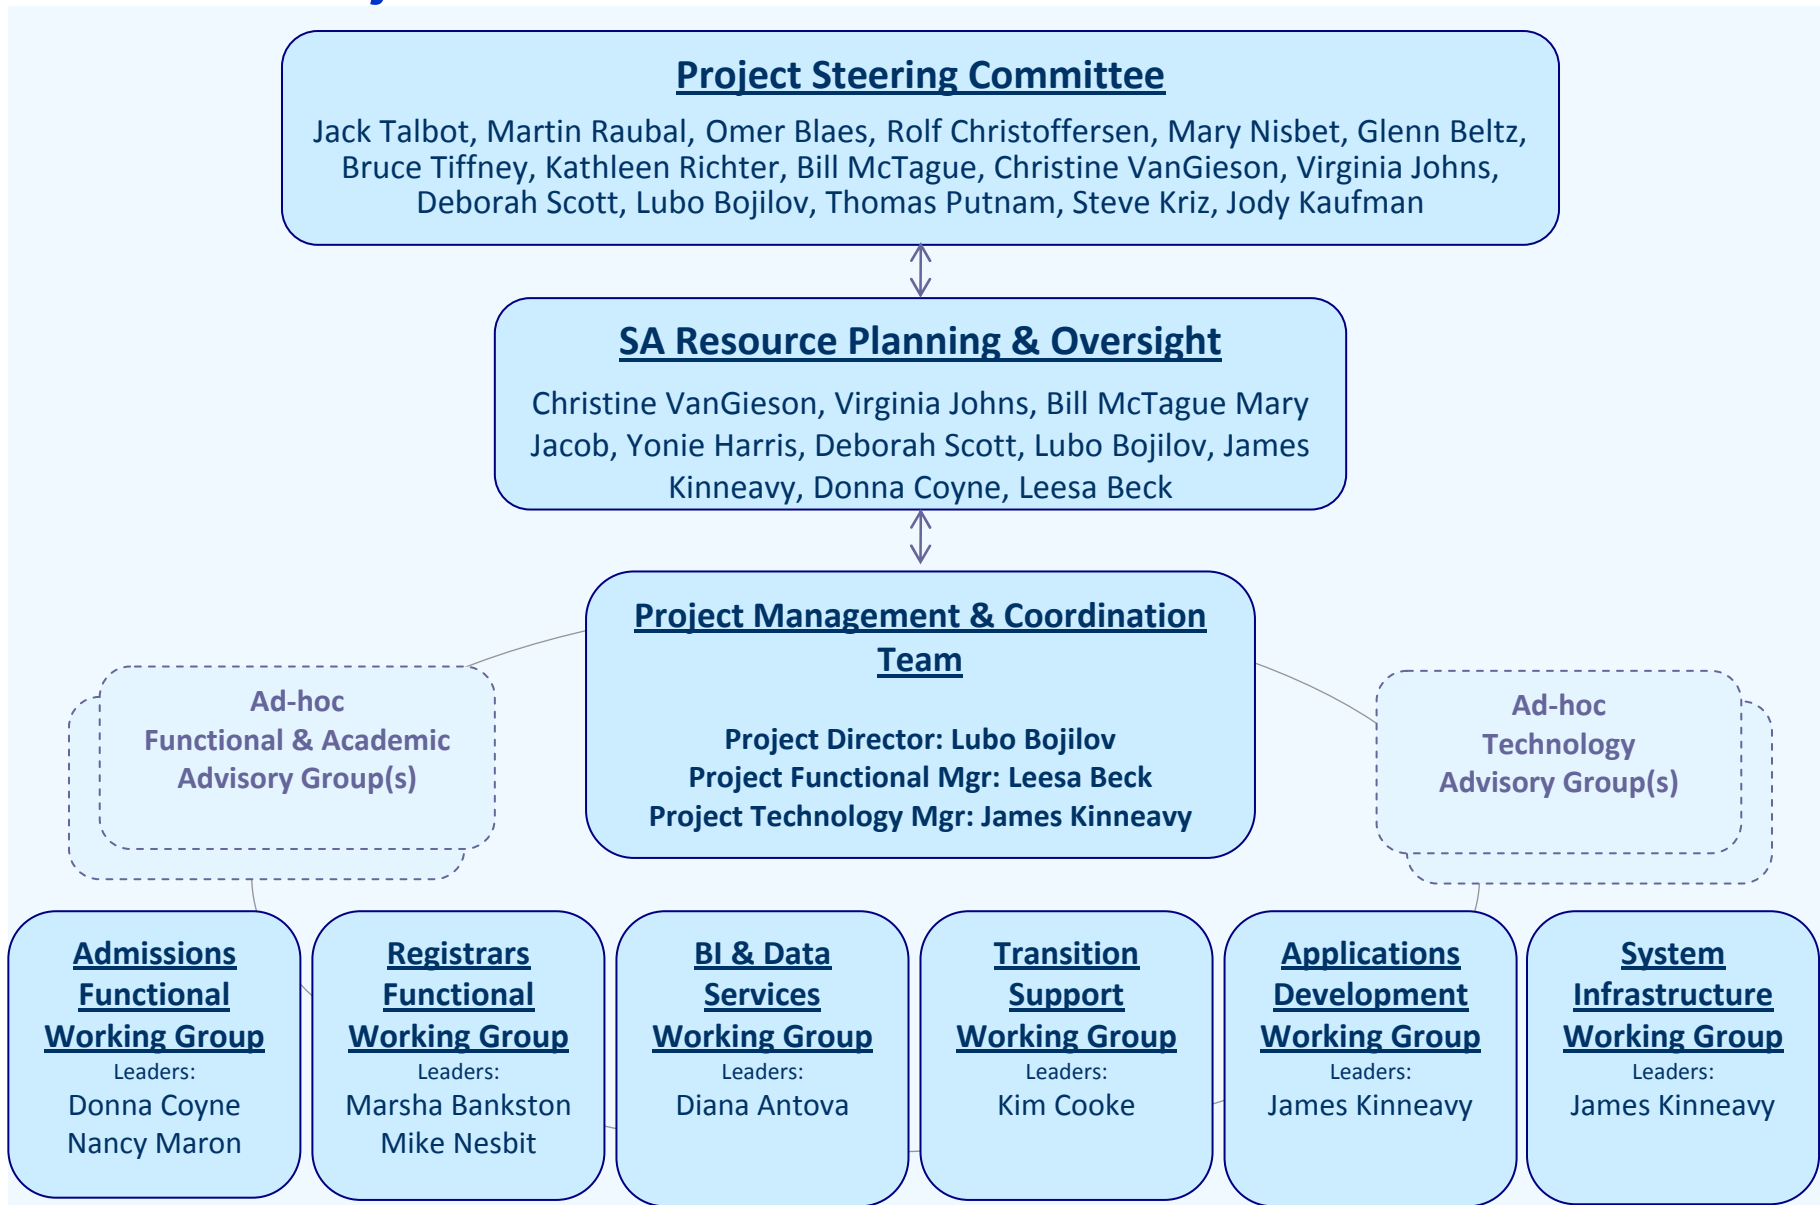 Project Steering Committee
Jack Talbot, Martin Raubal, Omer Blaes, Rolf Christoffersen, Mary Nisbet, Glenn Beltz,
Bruce Tiffney, Kathleen Richter, Bill McTague, Christine VanGieson, Virginia Johns,
Deborah Scott, Lubo Bojilov, Thomas Putnam, Steve Kriz, Jody Kaufman
SA Resource Planning & Oversight
Christine VanGieson, Virginia Johns, Bill McTague Mary
Jacob, Yonie Harris, Deborah Scott, Lubo Bojilov, James
Kinneavy, Donna Coyne, Leesa Beck
Project Management & Coordination
Team
Project Director: Lubo Bojilov
Project Functional Mgr: Leesa Beck
Project Technology Mgr: James Kinneavy
Ad-hoc
Functional & Academic
Advisory Group(s)
Ad-hoc
Technology
Advisory Group(s)
Admissions
Functional
Working Group
Leaders:
Donna Coyne
Nancy Maron
Registrars
Functional
Working Group
Leaders:
Marsha Bankston
Mike Nesbit
BI & Data
Services
Working Group
Leaders:
Diana Antova
Transition
Support
Working Group
Leaders:
Kim Cooke
Applications
Development
Working Group
Leaders:
James Kinneavy
System
Infrastructure
Working Group
Leaders:
James Kinneavy